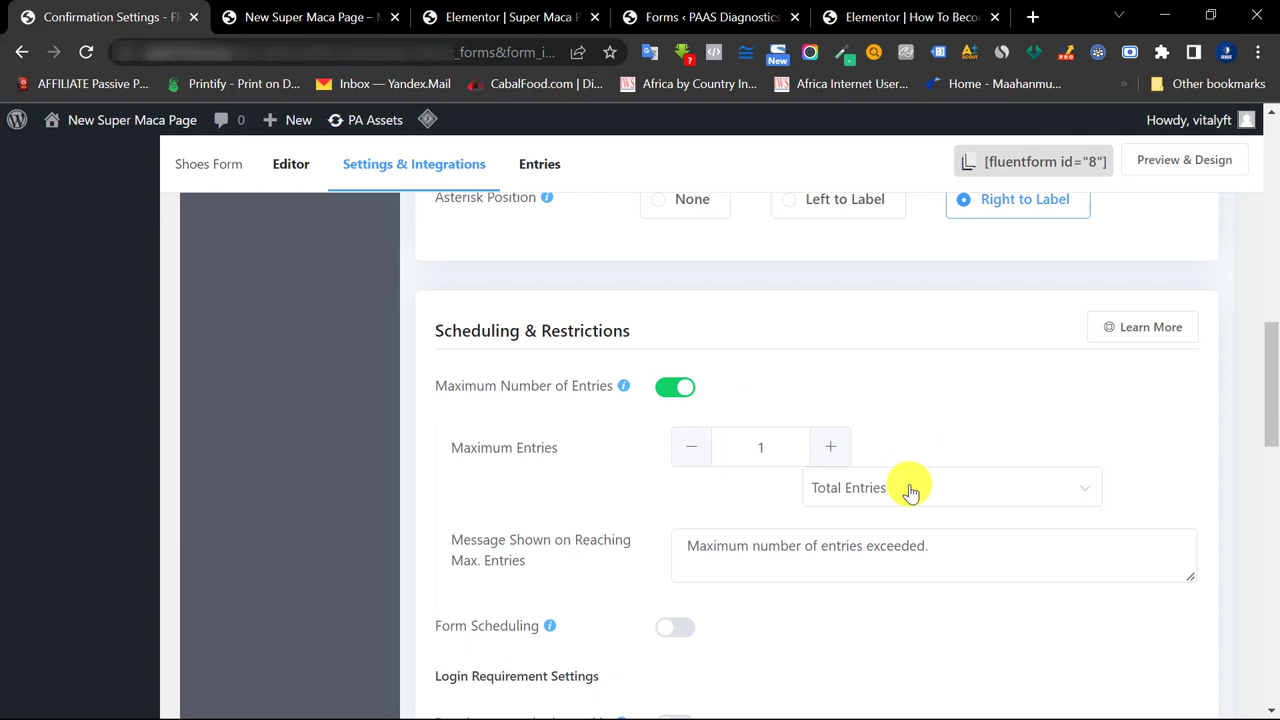 Confirmation Settings - Fl
New Super Maca Page –
Elementor | Super Maca P
Forms ‹ PAAS Diagnostics
Elementor | How To Becor
_forms&form_i...
New
PRO
AFFILIATE Passive P...
Printify - Print on D...
Inbox — Yandex.Mail
CabalFood.com | Di...
Africa by Country In...
Africa Internet User...
Home - Maahanmu...
»
Other bookmarks
New Super Maca Page
0
New
PA Assets
Howdy, vitalyft
Shoes Form
Editor
Settings & Integrations
Entries
[fluentform id="8"]
Preview & Design
Asterisk Position
None
Left to Label
Right to Label
Scheduling & Restrictions
Learn More
Maximum Number of Entries
Maximum Entries
1
Total Entries
Message Shown on Reaching
Max. Entries
Maximum number of entries exceeded.
Form Scheduling
Login Requirement Settings